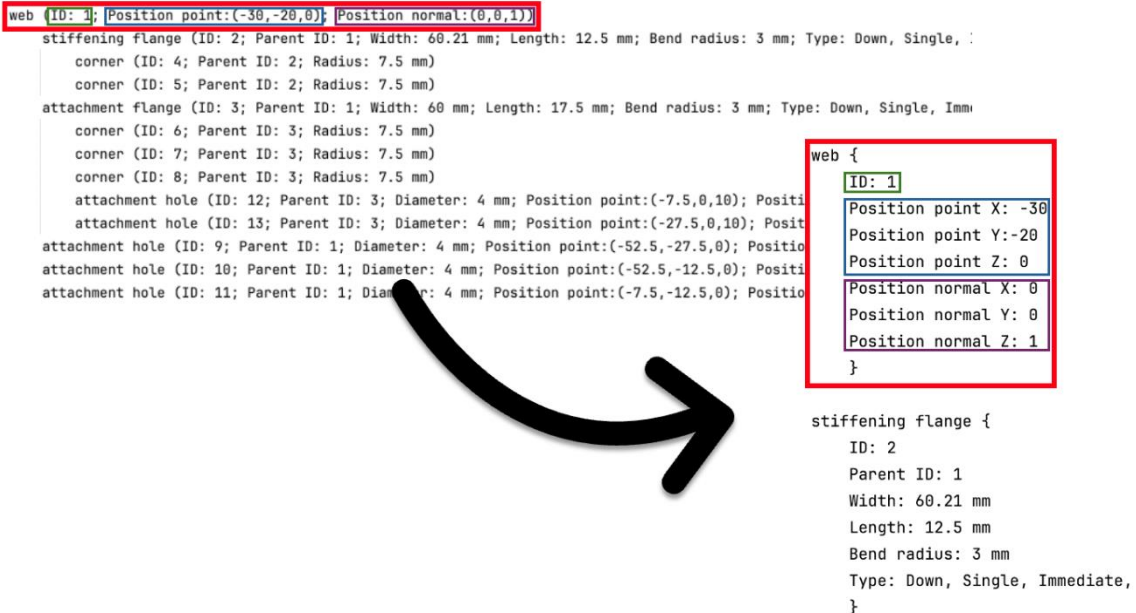 web (ID: 1; Position point:(-30,-20,0); Position normal:(0,0,1))
stiffening flange (ID: 2; Parent ID: 1; Width: 60.21 mm; Length: 12.5 mm; Bend radius: 3 mm; Type: Down, Single,
corner (ID: 4; Parent ID: 2; Radius: 7.5 mm)
corner (ID: 5; Parent ID: 2; Radius: 7.5 mm)
attachment flange (ID: 3; Parent ID: 1; Width: 60 mm; Length: 17.5 mm; Bend radius: 3 mm; Type: Down, Single, Imm
corner (ID: 6; Parent ID: 3; Radius: 7.5 mm)
corner (ID: 7; Parent ID: 3; Radius: 7.5 mm)
corner (ID: 8; Parent ID: 3; Radius: 7.5 mm)
attachment hole (ID: 12; Parent ID: 3; Diameter: 4 mm; Position point:(-7.5,0,10); Positi
attachment hole (ID: 13; Parent ID: 3; Diameter: 4 mm; Position point:(-27.5,0,10); Posit
attachment hole (ID: 9; Parent ID: 1; Diameter: 4 mm; Position point:(-52.5,-27.5,0); Positio
attachment hole (ID: 10; Parent ID: 1; Diameter: 4 mm; Position point:(-52.5,-12.5,0); Positi
attachment hole (ID: 11; Parent ID: 1; Diam r: 4 mm; Position point:(-7.5,-12.5,0); Positio
web {
ID: 1
Position point X: -30
Position point Y:-20
Position point Z: 0
Position normal X: 0
Position normal Y: 0
Position normal Z: 1
}
stiffening flange {
ID: 2
Parent ID: 1
Width: 60.21 mm
Length: 12.5 mm
Bend radius: 3 mm
Type: Down, Single, Immediate,
}